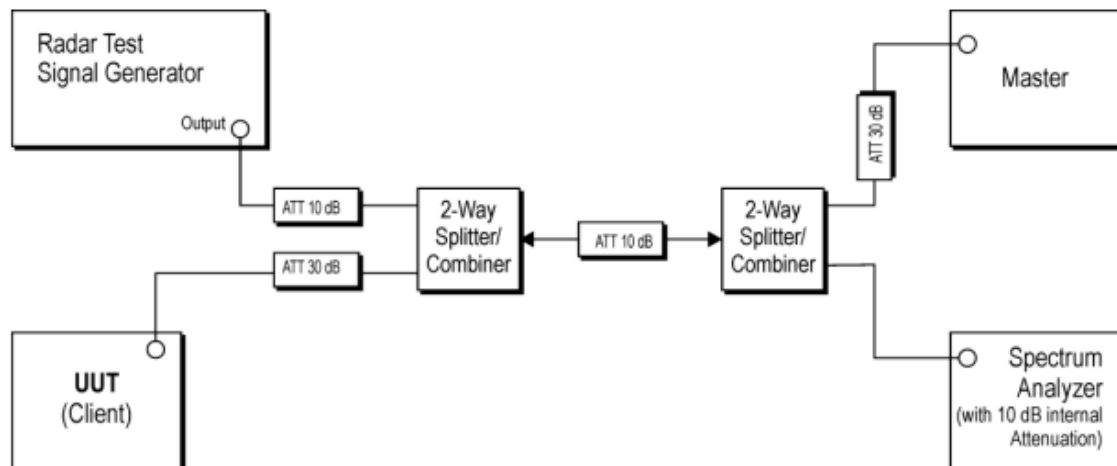 Radar Test
Signal Generator
Output
Master
ATT 30 dB
ATT 10 dB
2-Way
Splitter/
Combiner
ATT 10 dB
2-Way
Splitter/
Combiner
ATT 30 dB
UUT
(Client)
Spectrum
Analyzer
(with 10 dB internal
Attenuation)